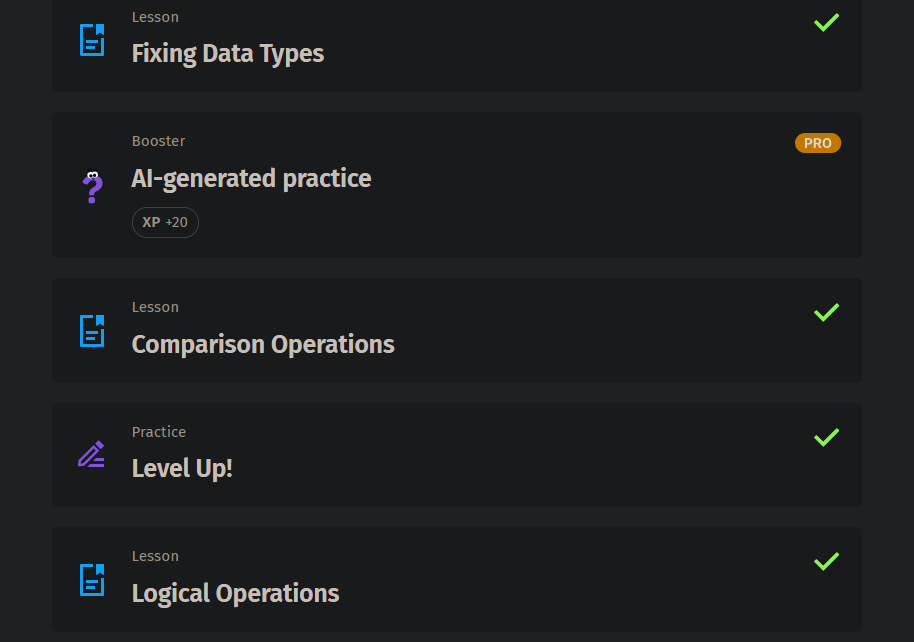 Lesson
Fixing Data Types
Booster
PRO
AI-generated practice
XP +20
Lesson
Comparison Operations
Practice
Level Up!
Lesson
Logical Operations